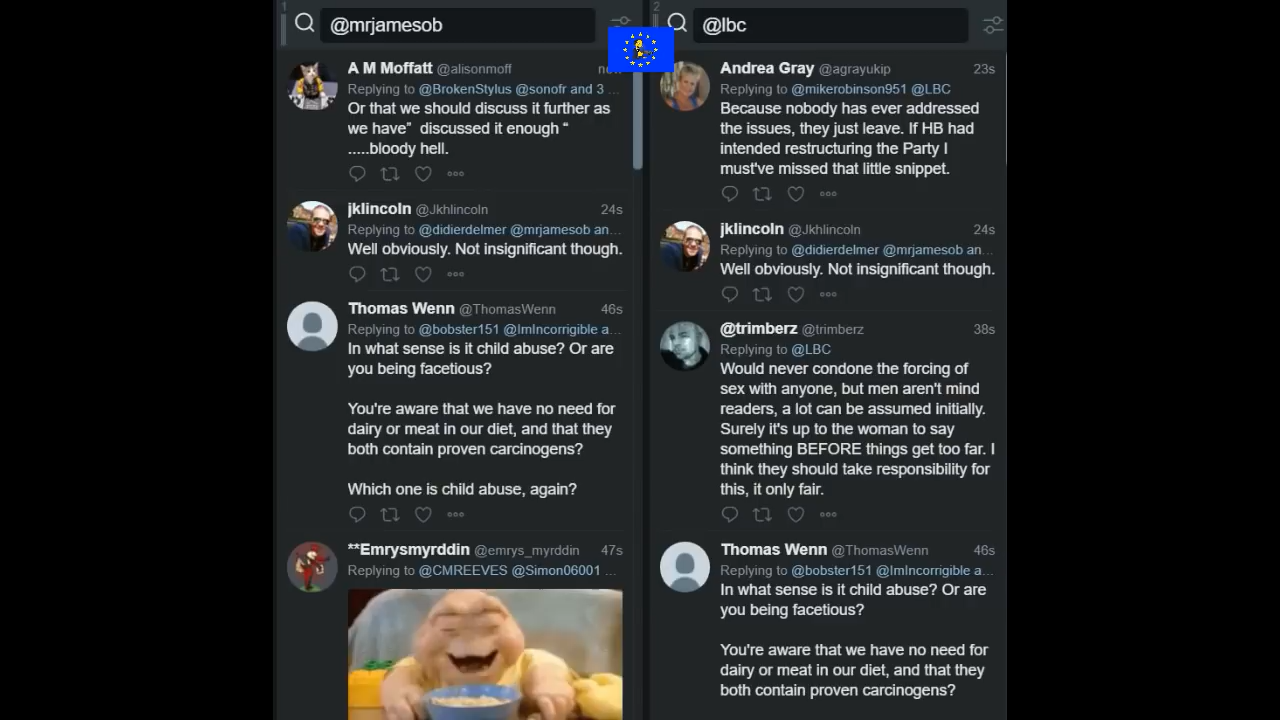 1
@mrjamesob
A M Moffatt @alisonmoff
Replying to @BrokenStylus @sonofr and 3 ...
Or that we should discuss it further as
we have” discussed it enough “
.....bloody hell.
jklincoln @Jkhlincoln 24s
Replying to @didierdelmer @mrjamesob an...
Well obviously. Not insignificant though.
Thomas Wenn @ThomasWenn 46s
Replying to @bobster151 @ImIncorrigible a...
In what sense is it child abuse? Or are
you being facetious?
You're aware that we have no need for
dairy or meat in our diet, and that they
both contain proven carcinogens?
Which one is child abuse, again?
**Emrysmyrddin @emrys_myrddin 47s
Replying to @CMREEVES @Simon06001 ...
2
@lbc
Andrea Gray @agrayukip 23s
Replying to @mikerobinson951 @LBC
Because nobody has ever addressed
the issues, they just leave. If HB had
intended restructuring the Party I
must've missed that little snippet.
jklincoln @Jkhlincoln 24s
Replying to @didierdelmer @mrjamesob an...
Well obviously. Not insignificant though.
@trimberz @trimberz 38s
Replying to @LBC
Would never condone the forcing of
sex with anyone, but men aren't mind
readers, a lot can be assumed initially.
Surely it's up to the woman to say
something BEFORE things get too far. I
think they should take responsibility for
this, it only fair.
Thomas Wenn @ThomasWenn 46s
Replying to @bobster151 @ImIncorrigible a...
In what sense is it child abuse? Or are
you being facetious?
You're aware that we have no need for
dairy or meat in our diet, and that they
both contain proven carcinogens?